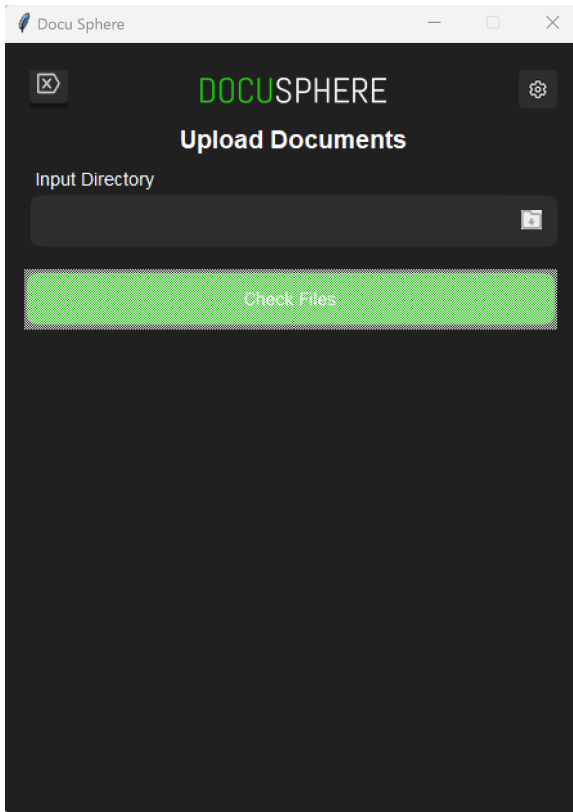 Docu Sphere
DOCUSPHERE
Upload Documents
Input Directory
Check Files